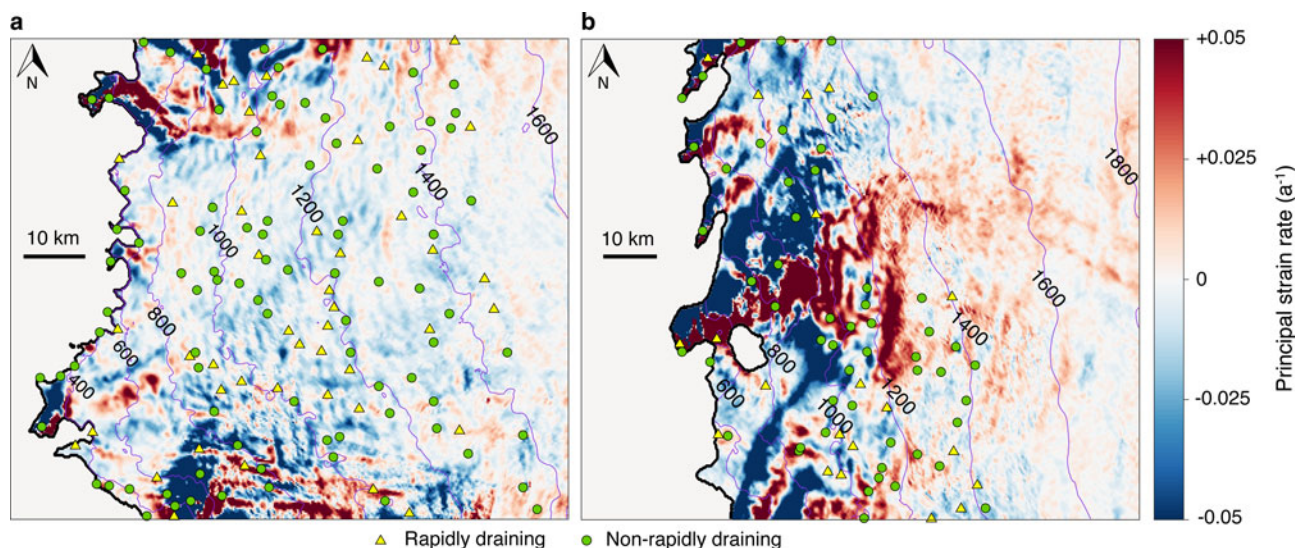 a
b
N
N
10 km
10 km
400
600
800
1000
1200
1400
1600
600
800
1000
1200
1400
1600
1800
+0.05
+0.025
0
-0.025
-0.05
Principal strain rate (a⁻¹)
Rapidly draining
Non-rapidly draining